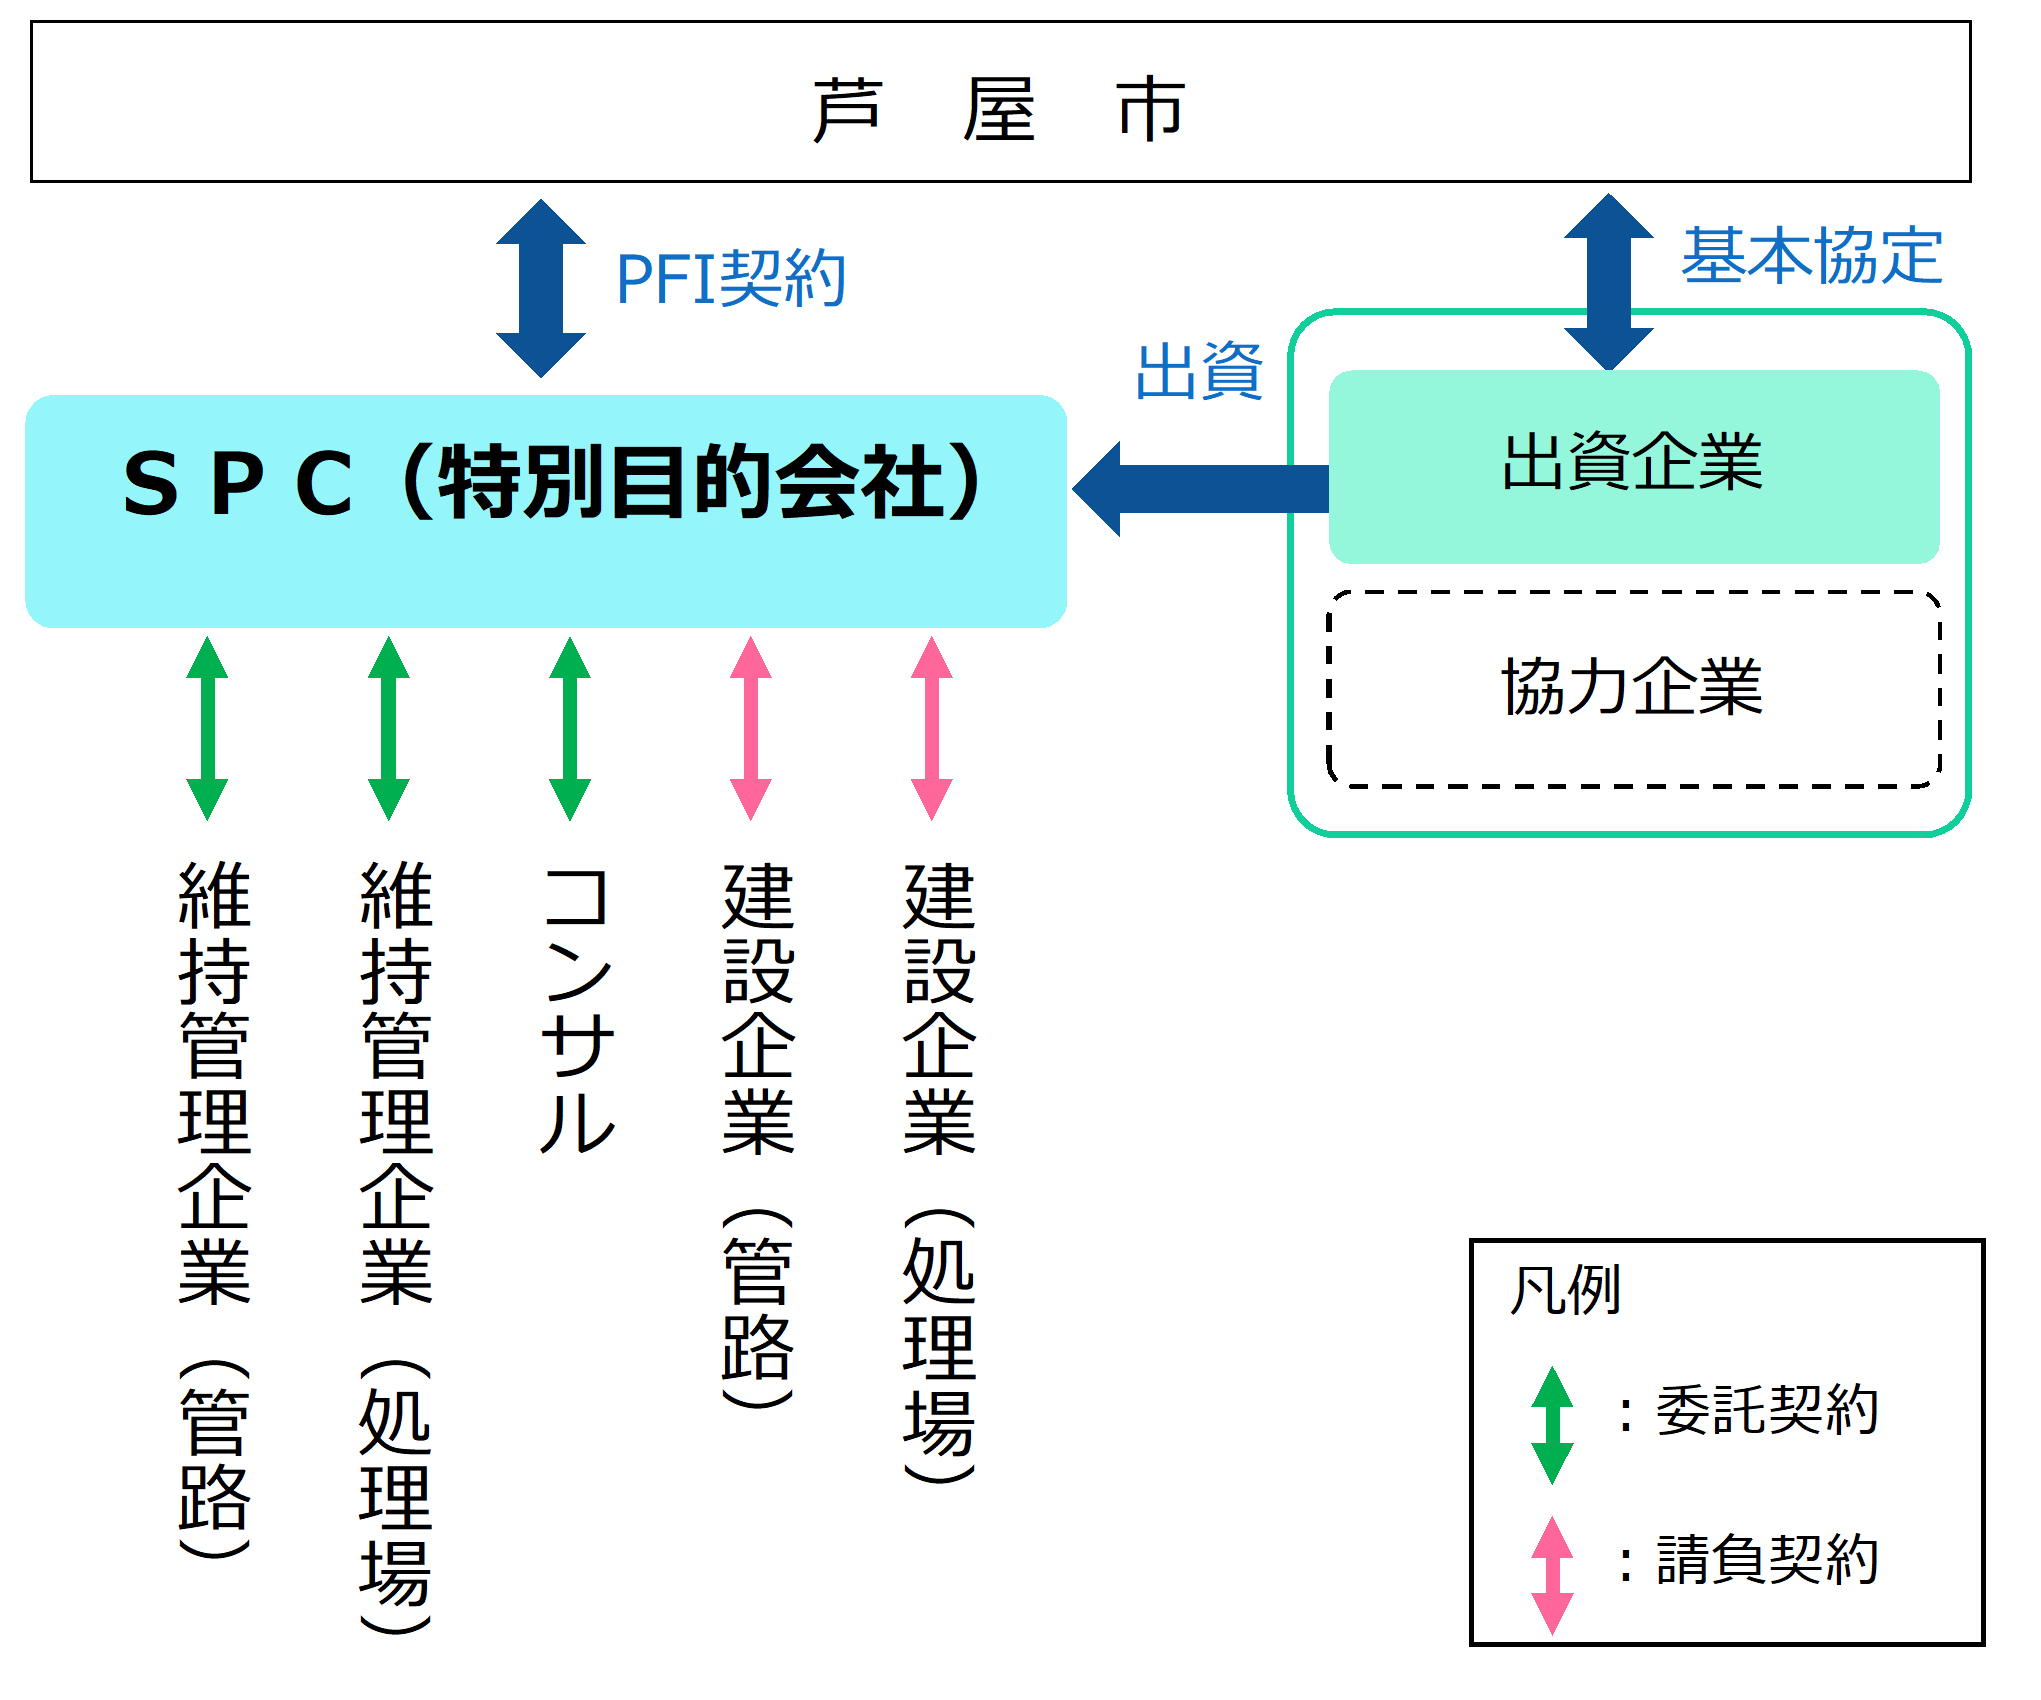 芦　屋　市
PFI契約
基本協定
出資
ＳＰＣ（特別目的会社）
出資企業
協力企業
維持管理企業（管路）
維持管理企業（処理場）
コンサル
建設企業（管路）
建設企業（処理場）
凡例
：委託契約
：請負契約